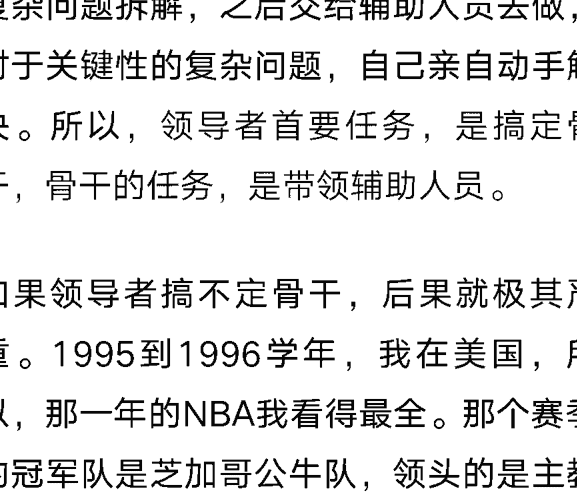 杂问题拆解，之后交给辅助人员去做，
于关键性的复杂问题，自己亲自动手解
。所以，领导者首要任务，是搞定骨
，骨干的任务，是带领辅助人员。
果领导者搞不定骨干，后果就极其严
重。1995到1996学年，我在美国，所
以，那一年的NBA我看得最全。那个赛季
的冠军队是芝加哥公牛队，领头的是主教